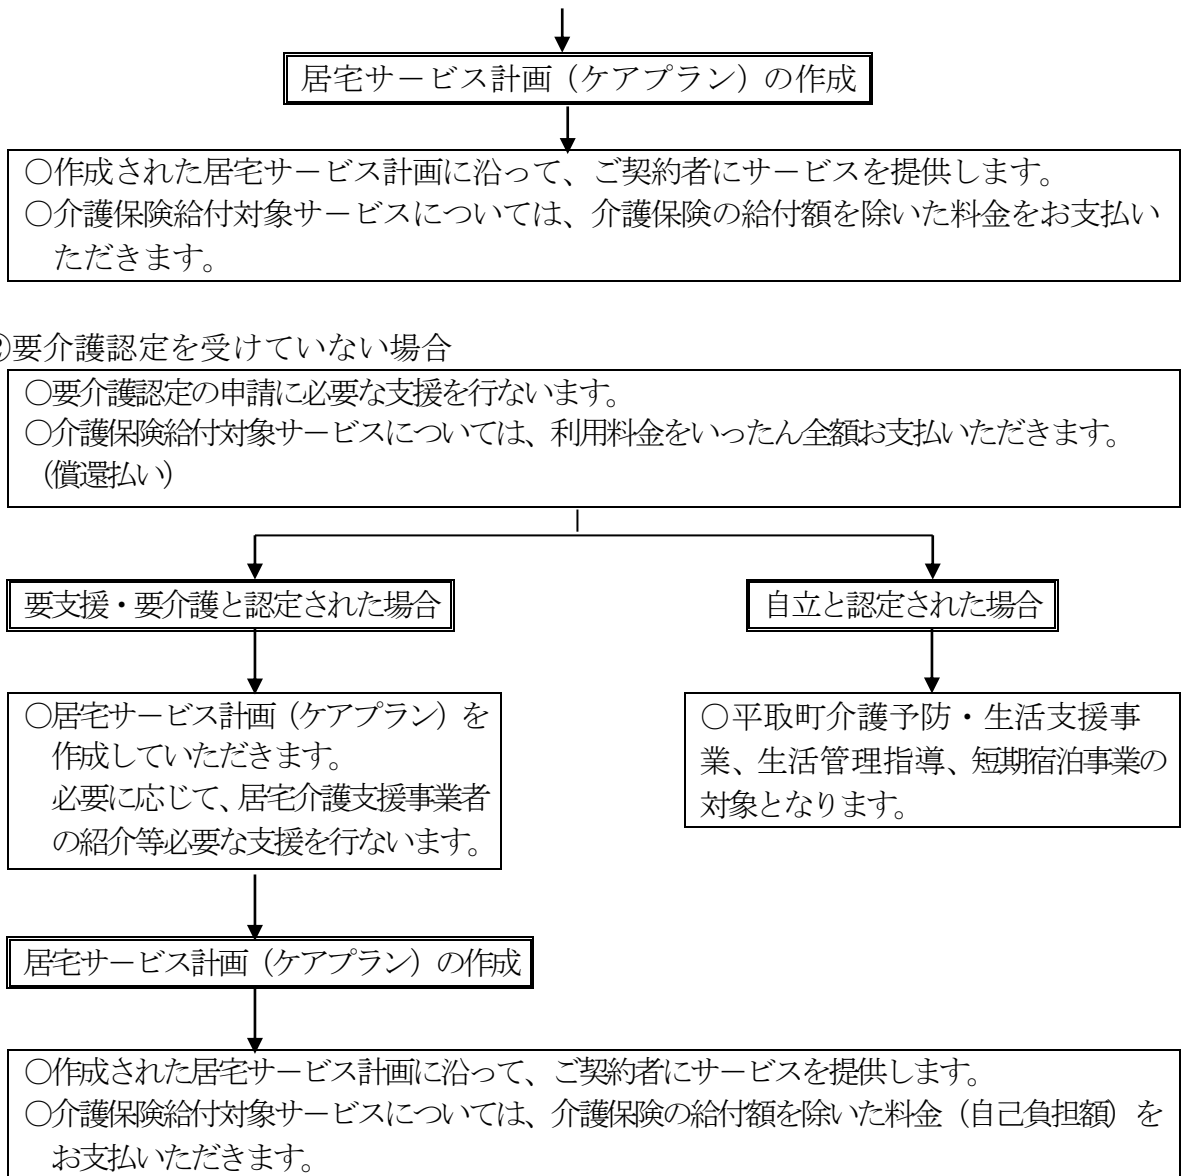 居宅サービス計画（ケアプラン）の作成
〇作成された居宅サービス計画に沿って、ご契約者にサービスを提供します。
〇介護保険給付対象サービスについては、介護保険の給付額を除いた料金をお支払い
ただきます。
②要介護認定を受けていない場合
〇要介護認定の申請に必要な支援を行ないます。
〇介護保険給付対象サービスについては、利用料金をいったん全額お支払いただきます。
（償還払い）
要支援・要介護と認定された場合
自立と認定された場合
〇居宅サービス計画（ケアプラン）を
作成していただきます。
必要に応じて、居宅介護支援事業者
の紹介等必要な支援を行ないます。
〇平取町介護予防・生活支援事
業、生活管理指導、短期宿泊事業の
対象となります。
居宅サービス計画（ケアプラン）の作成
〇作成された居宅サービス計画に沿って、ご契約者にサービスを提供します。
〇介護保険給付対象サービスについては、介護保険の給付額を除いた料金（自己負担額）を
お支払いただきます。